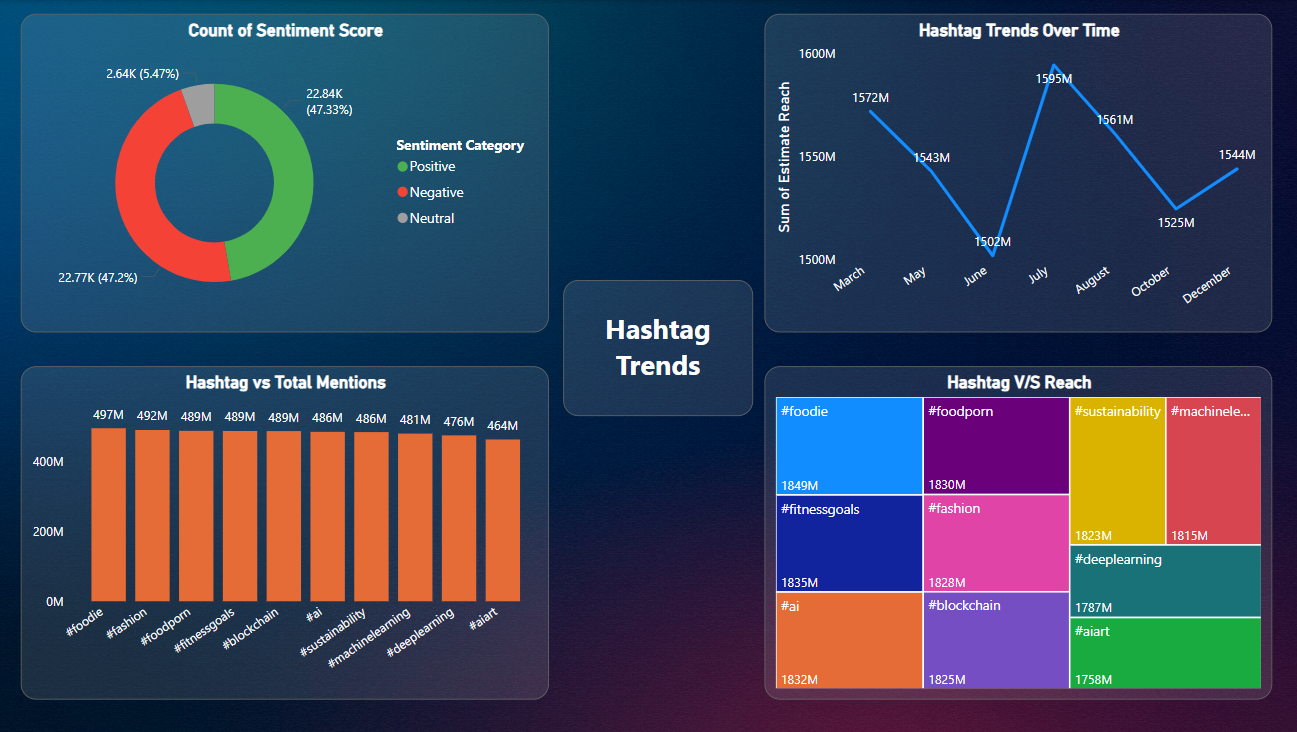 Count of Sentiment Score
2.64K (5.47%)
22.84K
(47.33%)
22.77K (47.2%)
Sentiment Category
Positive
Negative
Neutral
Hashtag Trends Over Time
Sum of Estimate Reach
1600M
1550M
1500M
1572M
1543M
1502M
1595M
1561M
1525M
1544M
March
May
June
July
August
October
December
Hashtag
Trends
Hashtag vs Total Mentions
497M
492M
489M
489M
489M
486M
486M
481M
476M
464M
400M
200M
0M
#foodie
#fashion
#foodporn
#fitnessgoals
#blockchain
#ai
#sustainability
#machinelearning
#deeplearning
#aiart
Hashtag V/S Reach
#foodie
1849M
#fitnessgoals
1835M
#ai
1832M
#foodporn
1830M
#fashion
1828M
#blockchain
1825M
#sustainability
1823M
#machinele...
1815M
#deeplearning
1787M
#aiart
1758M